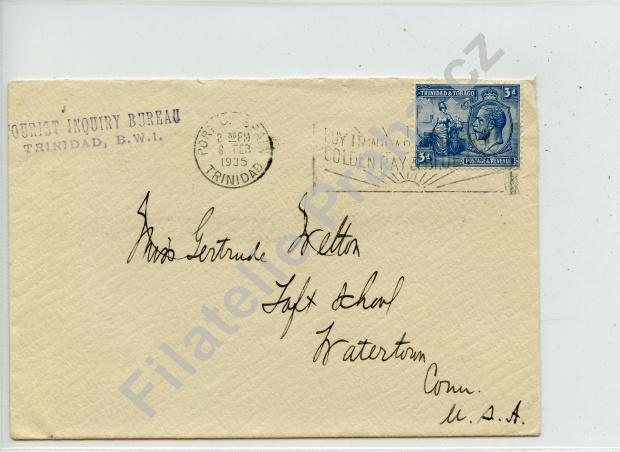 TOURIST INQUIRY BUREAU
TRINIDAD, B.W.I.
PORT OF SPAIN
2 30 PM
8 FEB
1935
TRINIDAD
BUY TRINIDAD
GOLDEN RAY
3d 3d
TRINIDAD & TOBAGO
POSTAGE & REVENUE
Miss Gertrude Welton
Taft School
Watertown
Conn.
U.S.A.
Filatelie Praha.cz